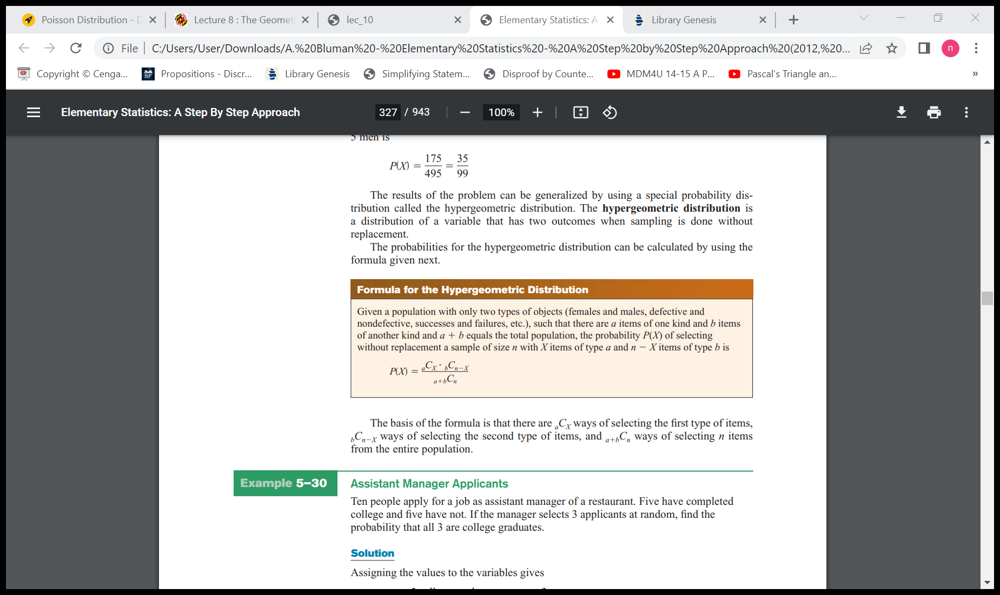 Poisson Distribution - D
Lecture 8 : The Geomet
lec_10
Elementary Statistics: A
Library Genesis
File
C:/Users/User/Downloads/A.%20Bluman%20-%20Elementary%20Statistics%20-%20A%20Step%20by%20Step%20Approach%20(2012,%20...
n
Copyright © Cenga...
SF
Propositions - Discr...
Library Genesis
Simplifying Statem...
Disproof by Counte...
MDM4U 14-15 A P...
Pascal's Triangle an...
»
Elementary Statistics: A Step By Step Approach
327 / 943
100%
5 men is
P(X) = 175/495 = 35/99
The results of the problem can be generalized by using a special probability dis-
tribution called the hypergeometric distribution. The hypergeometric distribution is
a distribution of a variable that has two outcomes when sampling is done without
replacement.
The probabilities for the hypergeometric distribution can be calculated by using the
formula given next.
Formula for the Hypergeometric Distribution
Given a population with only two types of objects (females and males, defective and
nondefective, successes and failures, etc.), such that there are a items of one kind and b items
of another kind and a + b equals the total population, the probability P(X) of selecting
without replacement a sample of size n with X items of type a and n − X items of type b is
P(X) = aCX · bCn−X / a+bCn
The basis of the formula is that there are aCX ways of selecting the first type of items,
bCn−X ways of selecting the second type of items, and a+bCn ways of selecting n items
from the entire population.
Example 5–30
Assistant Manager Applicants
Ten people apply for a job as assistant manager of a restaurant. Five have completed
college and five have not. If the manager selects 3 applicants at random, find the
probability that all 3 are college graduates.
Solution
Assigning the values to the variables gives